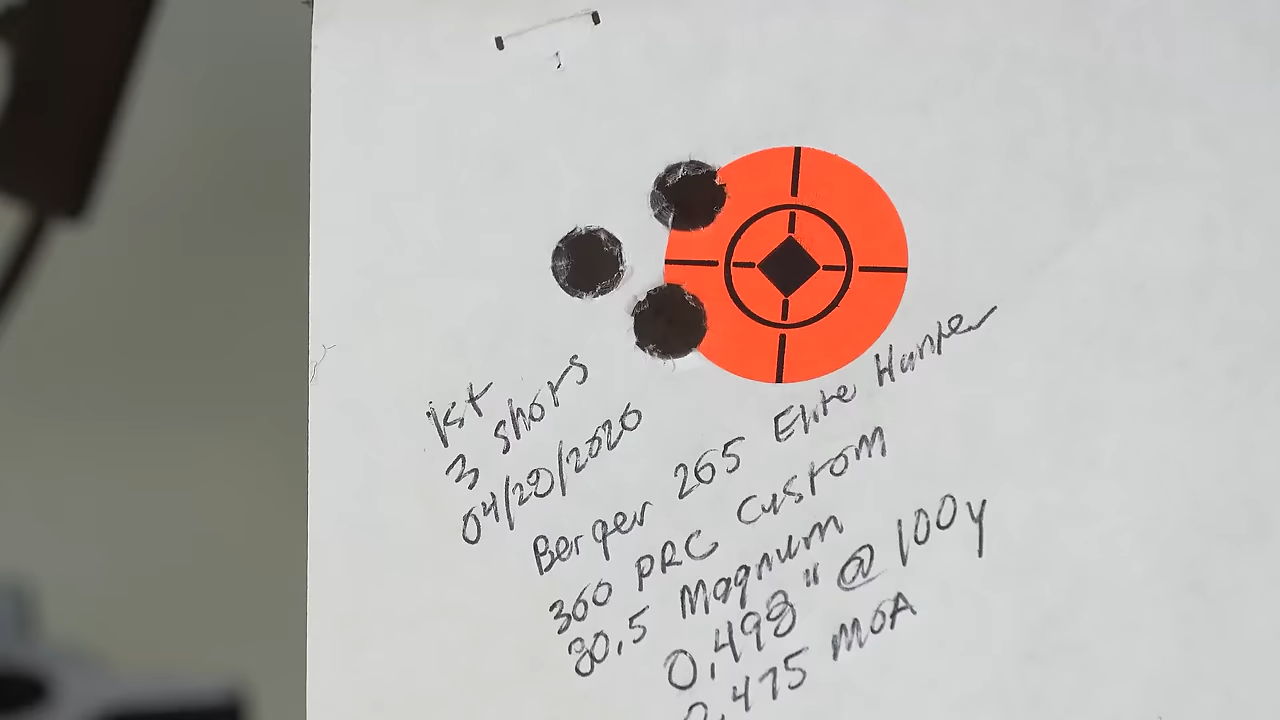 1st
3 shots
04/20/2020
Berger 265 Elite Hunter
360 PRC Custom
80.5 Magnum
0.498" @ 100y
0.475 MOA